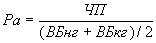 Ра = ЧП / ((ВБнг + ВБкг) / 2)